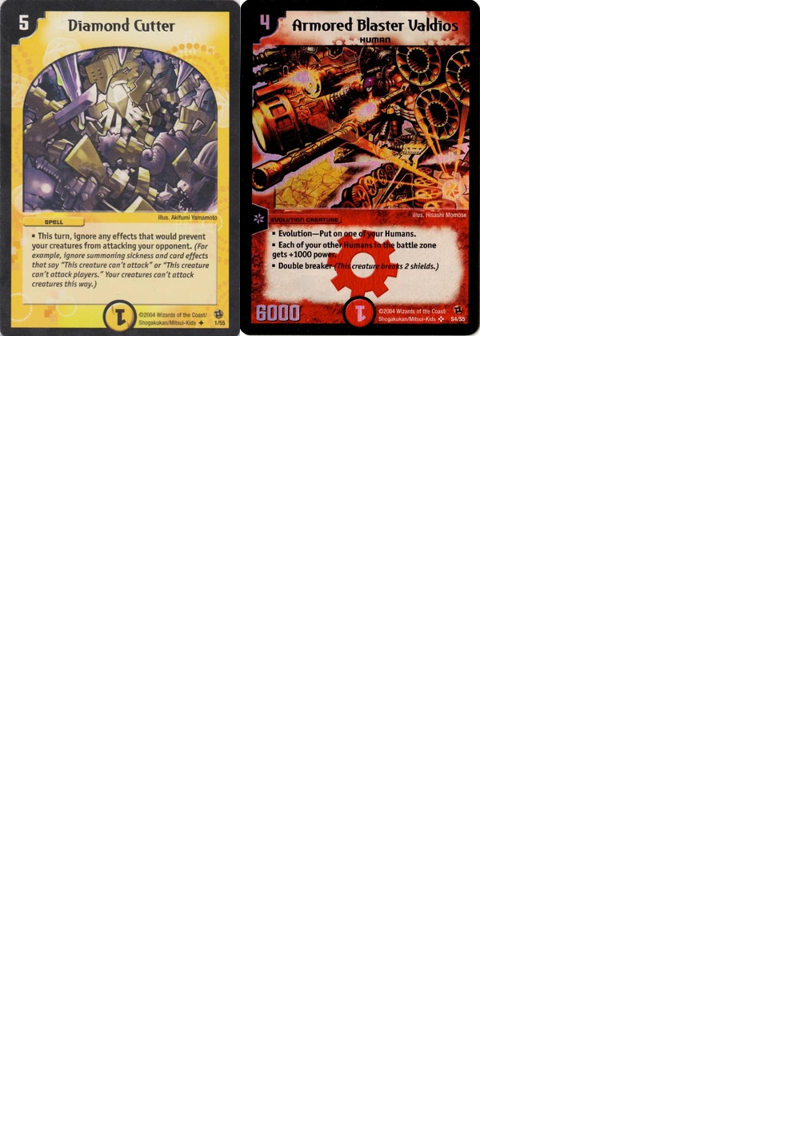 5
Diamond Cutter
illus. Akifumi Yamamoto
SPELL
▪ This turn, ignore any effects that would prevent
your creatures from attacking your opponent. (For
example, ignore summoning sickness and card effects
that say "This creature can't attack" or "This creature
can't attack players." Your creatures can't attack
creatures this way.)
1
©2004 Wizards of the Coast/
Shogakukan/Mitsui-Kids
1/55
4
Armored Blaster Valdios
HUMAN
illus. Hisashi Momose
EVOLUTION CREATURE
▪ Evolution—Put on one of your Humans.
▪ Each of your other Humans in the battle zone
gets +1000 power.
▪ Double breaker (This creature breaks 2 shields.)
6000
1
©2004 Wizards of the Coast/
Shogakukan/Mitsui-Kids
S4/S5